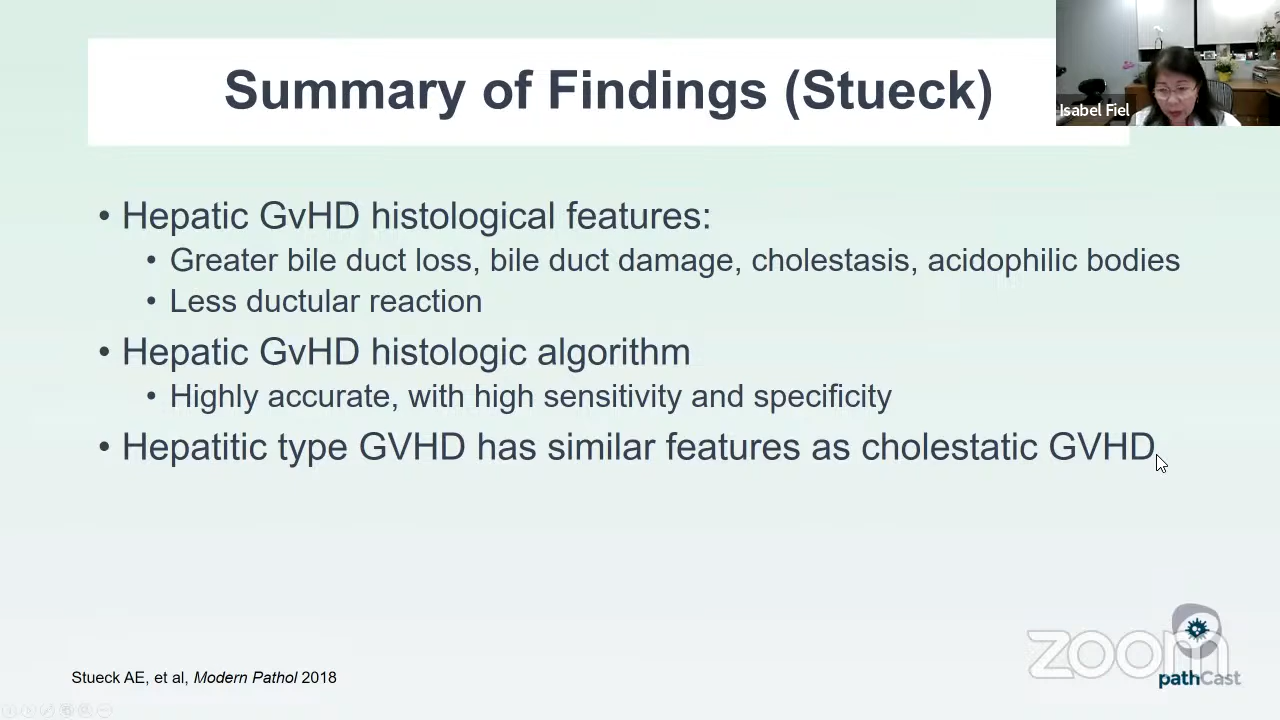 Summary of Findings (Stueck)
Isabel Fiel
• Hepatic GvHD histological features:
• Greater bile duct loss, bile duct damage, cholestasis, acidophilic bodies
• Less ductular reaction
• Hepatic GvHD histologic algorithm
• Highly accurate, with high sensitivity and specificity
• Hepatitic type GVHD has similar features as cholestatic GVHD
Stueck AE, et al, Modern Pathol 2018
zoom
pathCast